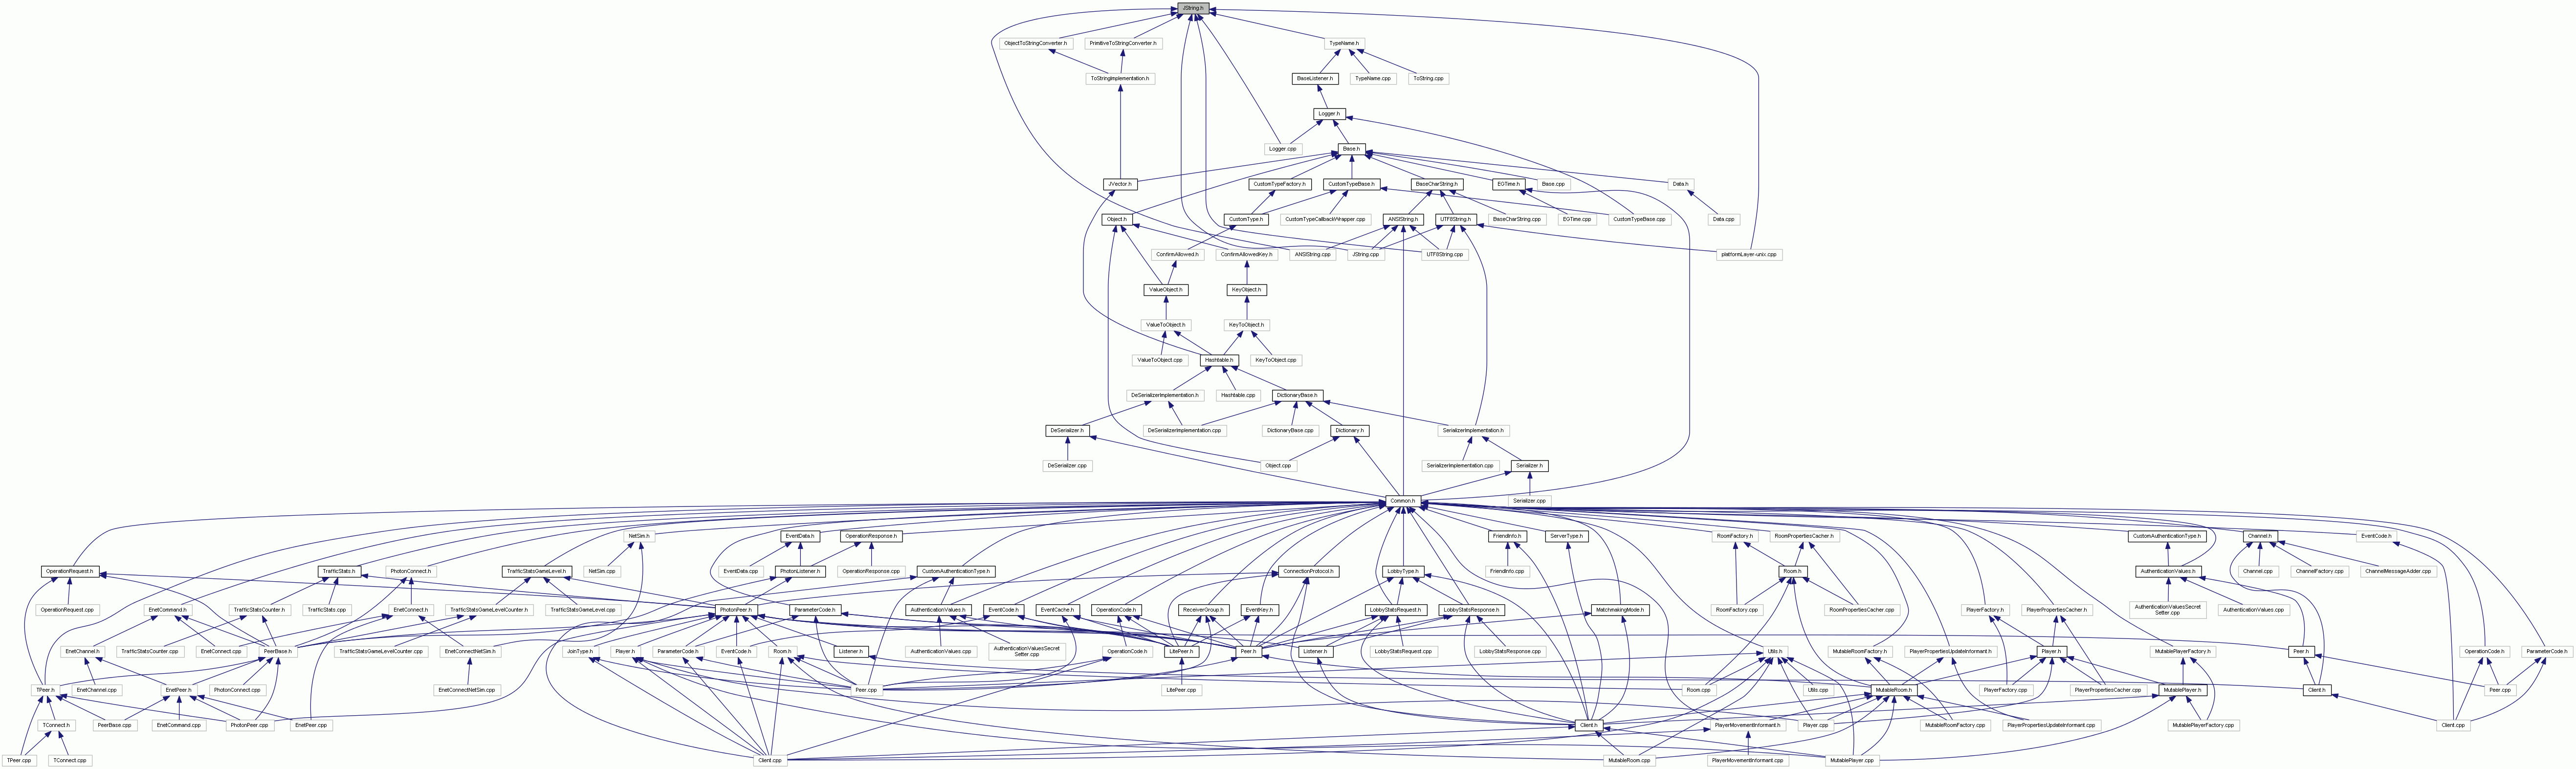 JString.h
ObjectToStringConverter.h
PrimitiveToStringConverter.h
TypeName.h
ToStringImplementation.h
BaseListener.h
TypeName.cpp
ToString.cpp
Logger.h
Logger.cpp
Base.h
JVector.h
CustomTypeFactory.h
CustomTypeBase.h
BaseCharString.h
EGTime.h
Base.cpp
Data.h
Object.h
CustomType.h
CustomTypeCallbackWrapper.cpp
ANSIString.h
UTF8String.h
BaseCharString.cpp
EGTime.cpp
CustomTypeBase.cpp
Data.cpp
ConfirmAllowed.h
ConfirmAllowedKey.h
ANSIString.cpp
JString.cpp
UTF8String.cpp
platformLayer-unix.cpp
ValueObject.h
KeyObject.h
ValueToObject.h
KeyToObject.h
ValueToObject.cpp
Hashtable.h
KeyToObject.cpp
DeSerializerImplementation.h
Hashtable.cpp
DictionaryBase.h
DeSerializer.h
DeSerializerImplementation.cpp
DictionaryBase.cpp
Dictionary.h
SerializerImplementation.h
DeSerializer.cpp
Object.cpp
SerializerImplementation.cpp
Serializer.h
Common.h
Serializer.cpp
NetSim.h
EventData.h
OperationResponse.h
FriendInfo.h
ServerType.h
RoomFactory.h
RoomPropertiesCacher.h
CustomAuthenticationType.h
Channel.h
EventCode.h
OperationRequest.h
TrafficStats.h
PhotonConnect.h
TrafficStatsGameLevel.h
NetSim.cpp
EventData.cpp
PhotonListener.h
OperationResponse.cpp
CustomAuthenticationType.h
ConnectionProtocol.h
LobbyType.h
FriendInfo.cpp
Room.h
AuthenticationValues.h
Channel.cpp
ChannelFactory.cpp
ChannelMessageAdder.cpp
OperationRequest.cpp
EnetCommand.h
TrafficStatsCounter.h
TrafficStats.cpp
EnetConnect.h
TrafficStatsGameLevelCounter.h
TrafficStatsGameLevel.cpp
PhotonPeer.h
ParameterCode.h
AuthenticationValues.h
EventCode.h
EventCache.h
OperationCode.h
ReceiverGroup.h
EventKey.h
LobbyStatsRequest.h
LobbyStatsResponse.h
MatchmakingMode.h
RoomFactory.cpp
RoomPropertiesCacher.cpp
PlayerFactory.h
PlayerPropertiesCacher.h
AuthenticationValuesSecret
Setter.cpp
AuthenticationValues.cpp
EnetChannel.h
TrafficStatsCounter.cpp
EnetConnect.cpp
PeerBase.h
TrafficStatsGameLevelCounter.cpp
EnetConnectNetSim.h
JoinType.h
Player.h
ParameterCode.h
EventCode.h
Room.h
Listener.h
AuthenticationValues.cpp
AuthenticationValuesSecret
Setter.cpp
OperationCode.h
LitePeer.h
Peer.h
Listener.h
LobbyStatsRequest.cpp
LobbyStatsResponse.cpp
Utils.h
MutableRoomFactory.h
PlayerPropertiesUpdateInformant.h
Player.h
MutablePlayerFactory.h
Peer.h
OperationCode.h
ParameterCode.h
TPeer.h
EnetChannel.cpp
EnetPeer.h
PhotonConnect.cpp
EnetConnectNetSim.cpp
Peer.cpp
LitePeer.cpp
Room.cpp
Utils.cpp
MutableRoom.h
PlayerFactory.cpp
PlayerPropertiesCacher.cpp
MutablePlayer.h
Client.h
Peer.cpp
TConnect.h
PeerBase.cpp
EnetCommand.cpp
PhotonPeer.cpp
EnetPeer.cpp
Client.h
PlayerMovementInformant.h
Player.cpp
MutableRoomFactory.cpp
PlayerPropertiesUpdateInformant.cpp
MutablePlayerFactory.cpp
Client.cpp
TPeer.cpp
TConnect.cpp
Client.cpp
MutableRoom.cpp
PlayerMovementInformant.cpp
MutablePlayer.cpp